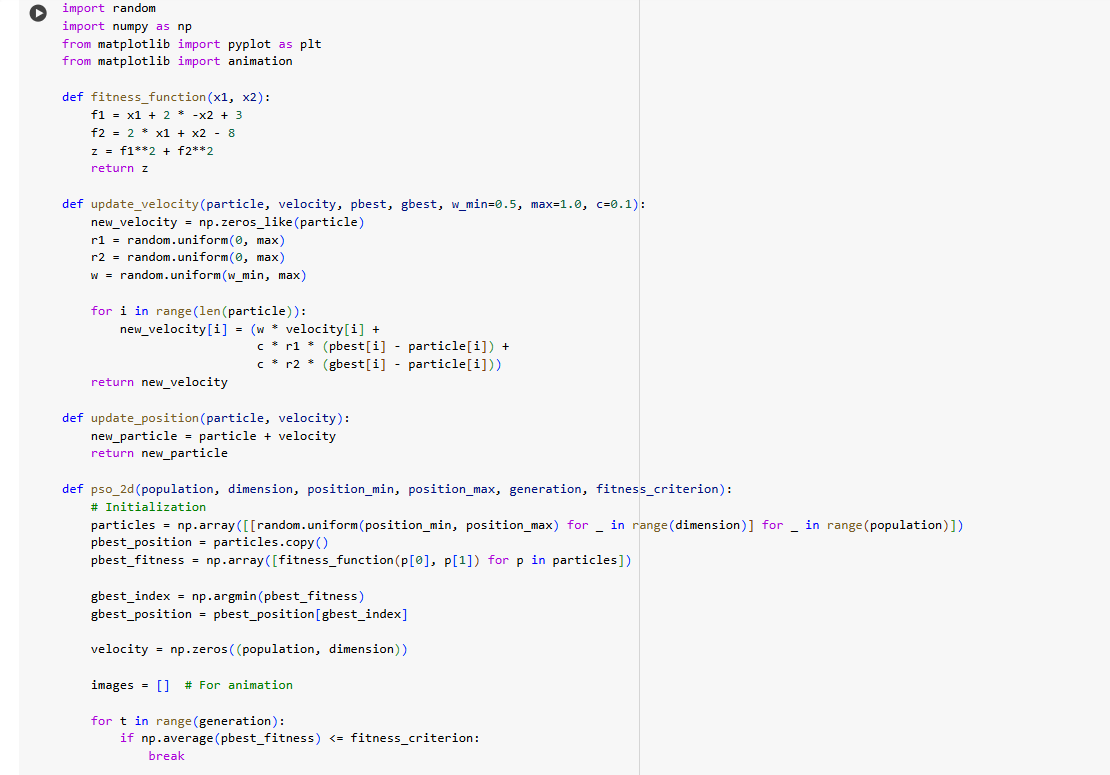 import random
import numpy as np
from matplotlib import pyplot as plt
from matplotlib import animation

def fitness_function(x1, x2):
    f1 = x1 + 2 * -x2 + 3
    f2 = 2 * x1 + x2 - 8
    z = f1**2 + f2**2
    return z

def update_velocity(particle, velocity, pbest, gbest, w_min=0.5, max=1.0, c=0.1):
    new_velocity = np.zeros_like(particle)
    r1 = random.uniform(0, max)
    r2 = random.uniform(0, max)
    w = random.uniform(w_min, max)

    for i in range(len(particle)):
        new_velocity[i] = (w * velocity[i] +
                           c * r1 * (pbest[i] - particle[i]) +
                           c * r2 * (gbest[i] - particle[i]))
    return new_velocity

def update_position(particle, velocity):
    new_particle = particle + velocity
    return new_particle

def pso_2d(population, dimension, position_min, position_max, generation, fitness_criterion):
    # Initialization
    particles = np.array([[random.uniform(position_min, position_max) for _ in range(dimension)] for _ in range(population)])
    pbest_position = particles.copy()
    pbest_fitness = np.array([fitness_function(p[0], p[1]) for p in particles])

    gbest_index = np.argmin(pbest_fitness)
    gbest_position = pbest_position[gbest_index]

    velocity = np.zeros((population, dimension))

    images = []  # For animation

    for t in range(generation):
        if np.average(pbest_fitness) <= fitness_criterion:
            break